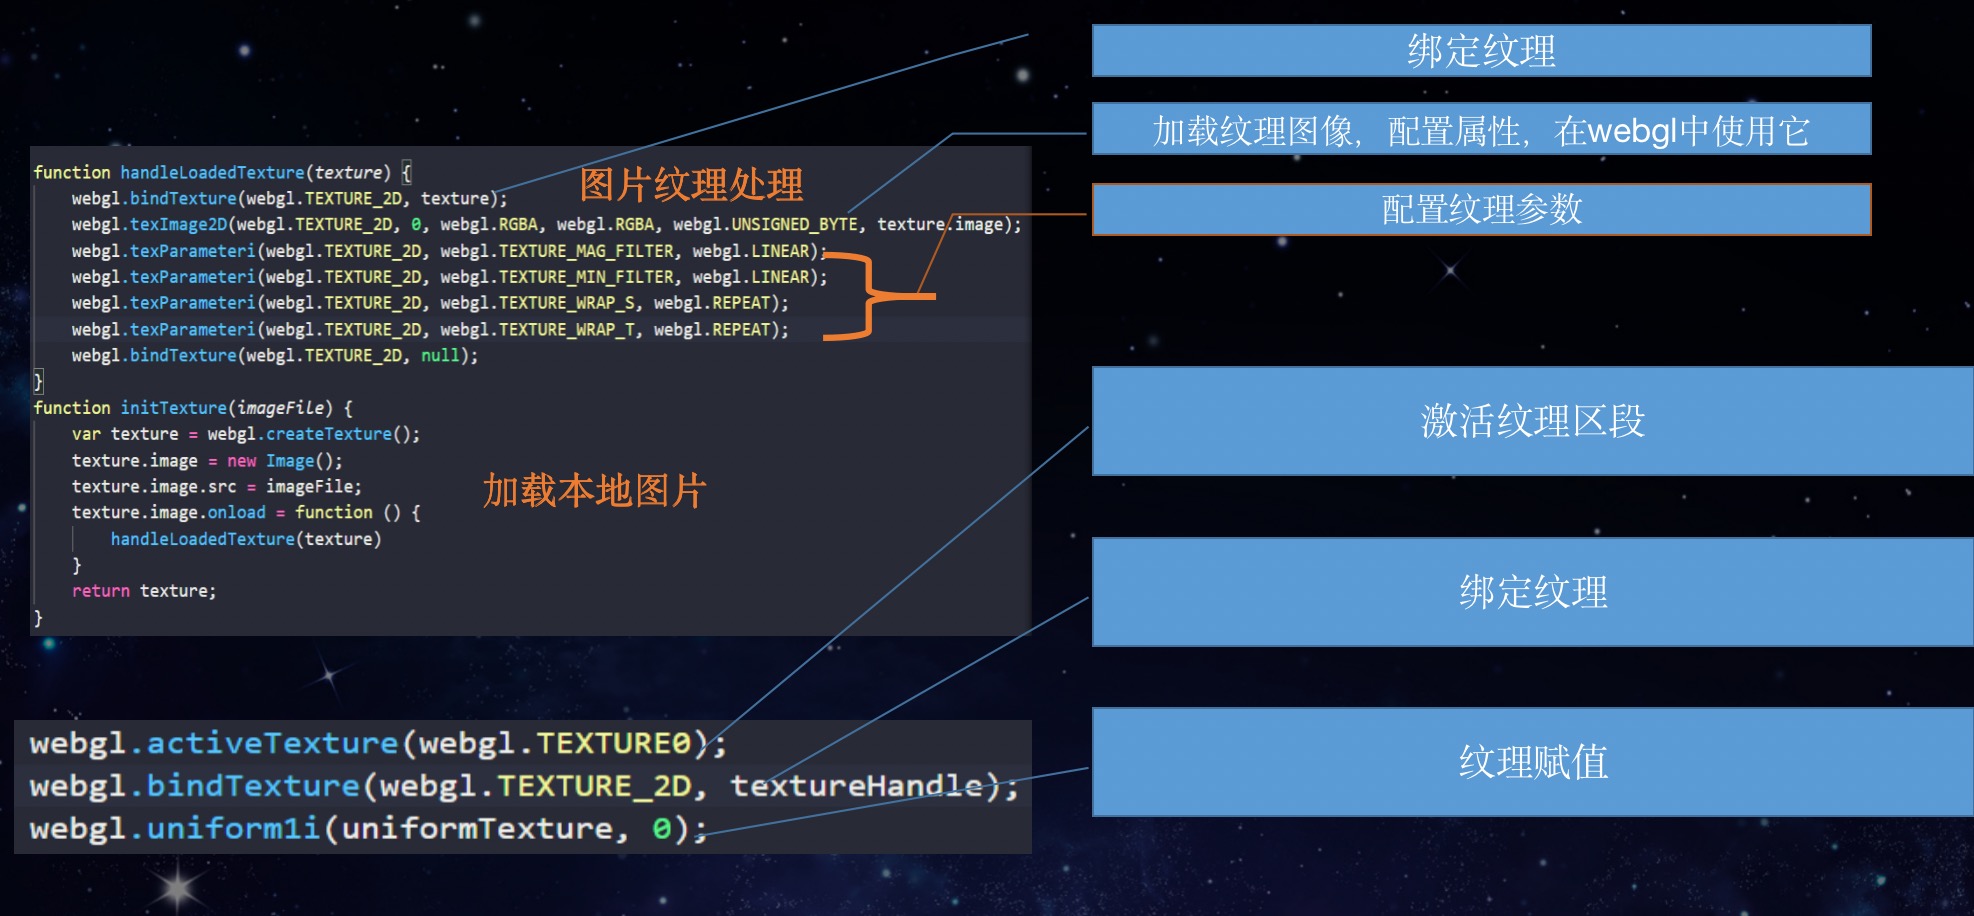 绑定纹理
加载纹理图像，配置属性，在webgl中使用它
配置纹理参数
function handleLoadedTexture(texture) {
图片纹理处理
webgl.bindTexture(webgl.TEXTURE_2D, texture);
webgl.texImage2D(webgl.TEXTURE_2D, 0, webgl.RGBA, webgl.RGBA, webgl.UNSIGNED_BYTE, texture.image);
webgl.texParameteri(webgl.TEXTURE_2D, webgl.TEXTURE_MAG_FILTER, webgl.LINEAR);
webgl.texParameteri(webgl.TEXTURE_2D, webgl.TEXTURE_MIN_FILTER, webgl.LINEAR);
webgl.texParameteri(webgl.TEXTURE_2D, webgl.TEXTURE_WRAP_S, webgl.REPEAT);
webgl.texParameteri(webgl.TEXTURE_2D, webgl.TEXTURE_WRAP_T, webgl.REPEAT);
webgl.bindTexture(webgl.TEXTURE_2D, null);
}
function initTexture(imageFile) {
var texture = webgl.createTexture();
texture.image = new Image();
texture.image.src = imageFile;
加载本地图片
texture.image.onload = function () {
handleLoadedTexture(texture)
}
return texture;
}
激活纹理区段
绑定纹理
纹理赋值
webgl.activeTexture(webgl.TEXTURE0);
webgl.bindTexture(webgl.TEXTURE_2D, textureHandle);
webgl.uniform1i(uniformTexture, 0);